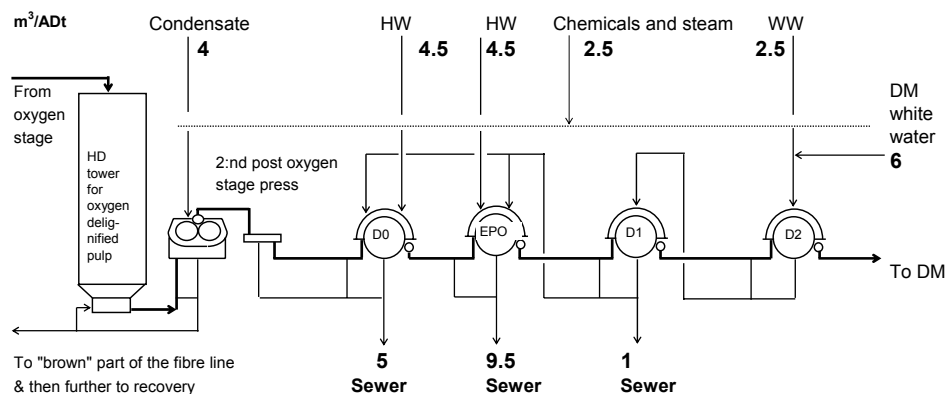 m³/ADt
Condensate
4
HW
4.5
HW
4.5
Chemicals and steam
2.5
WW
2.5
From
oxygen
stage
DM
white
water
6
HD
tower
for
oxygen
delig-
nified
pulp
2:nd post oxygen
stage press
D0
EPO
D1
D2
To DM
To "brown" part of the fibre line
& then further to recovery
5
Sewer
9.5
Sewer
1
Sewer